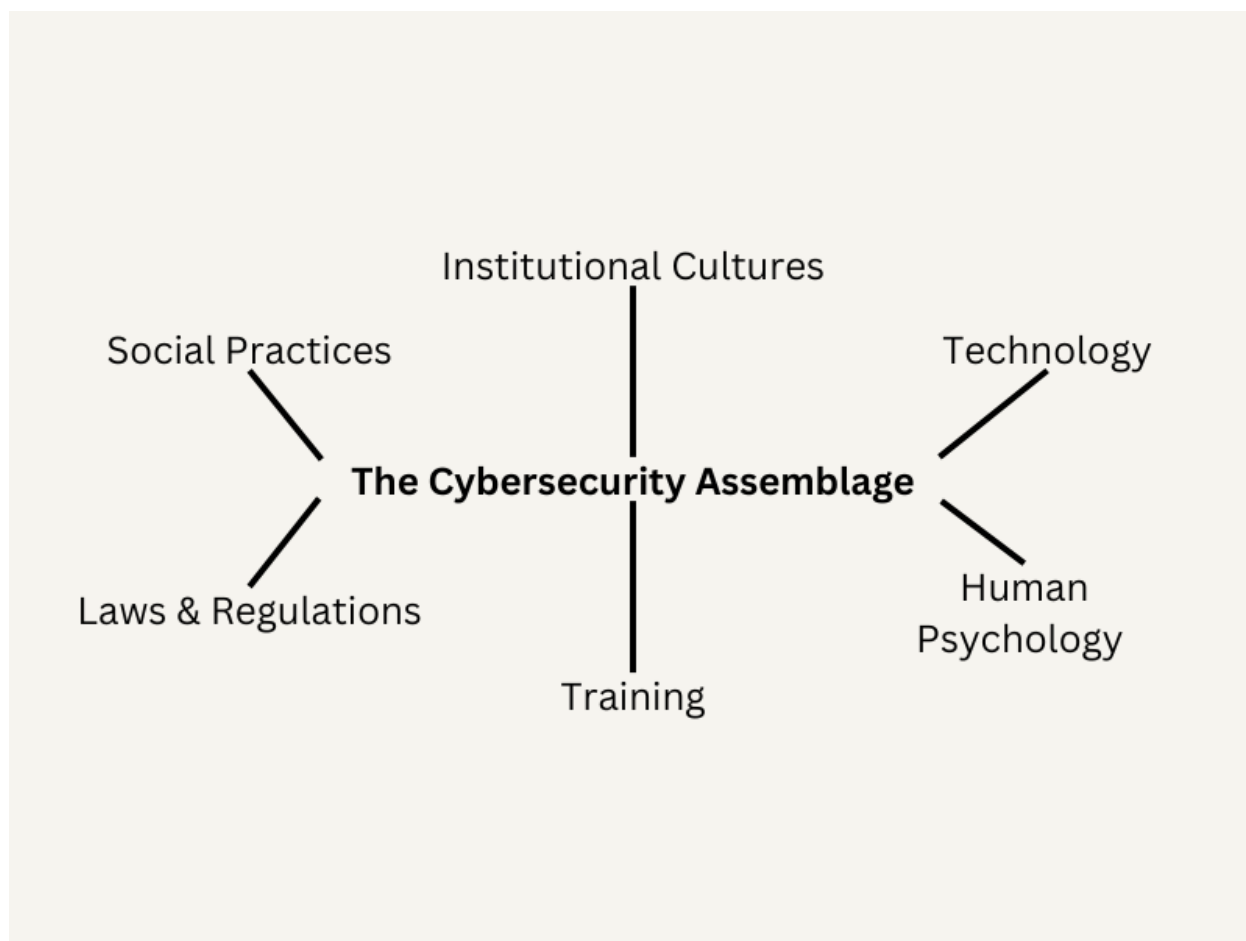 Institutional Cultures
Social Practices
Technology
The Cybersecurity Assemblage
Laws & Regulations
Human
Psychology
Training